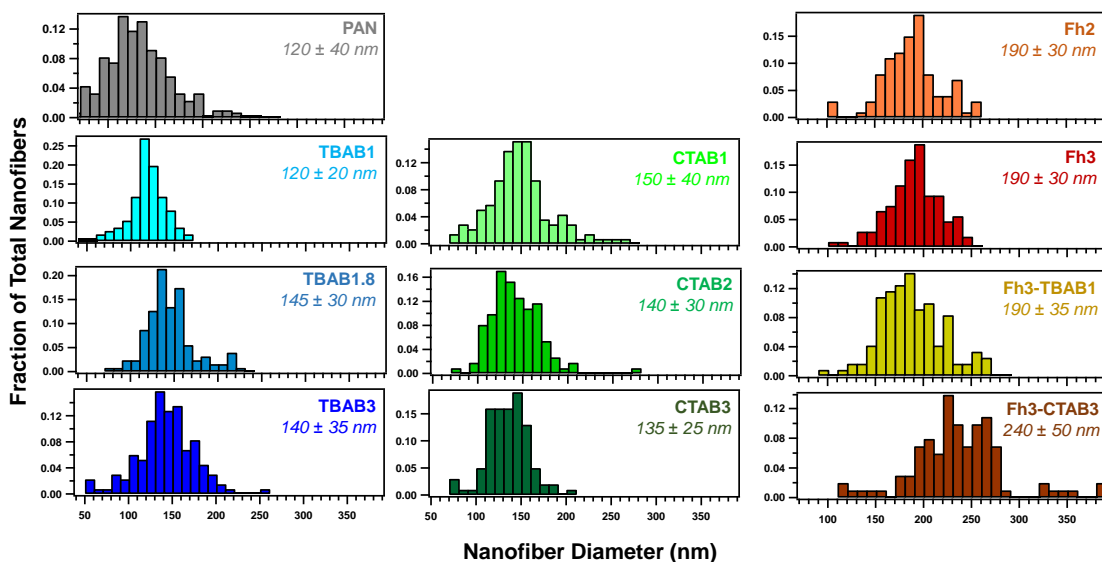 Fraction of Total Nanofibers
PAN
120 ± 40 nm
0.12
0.08
0.04
0.00
TBAB1
120 ± 20 nm
0.25
0.20
0.15
0.10
0.05
0.00
TBAB1.8
145 ± 30 nm
0.20
0.15
0.10
0.05
0.00
TBAB3
140 ± 35 nm
0.15
0.10
0.05
0.00
50 100 150 200 250 300 350
CTAB1
150 ± 40 nm
0.12
0.08
0.04
0.00
CTAB2
140 ± 30 nm
0.16
0.12
0.08
0.04
0.00
CTAB3
135 ± 25 nm
0.15
0.10
0.05
0.00
50 100 150 200 250 300 350
Fh2
190 ± 30 nm
0.15
0.10
0.05
0.00
Fh3
190 ± 30 nm
0.15
0.10
0.05
0.00
Fh3-TBAB1
190 ± 35 nm
0.12
0.08
0.04
0.00
Fh3-CTAB3
240 ± 50 nm
0.12
0.08
0.04
0.00
100 150 200 250 300 350
Nanofiber Diameter (nm)